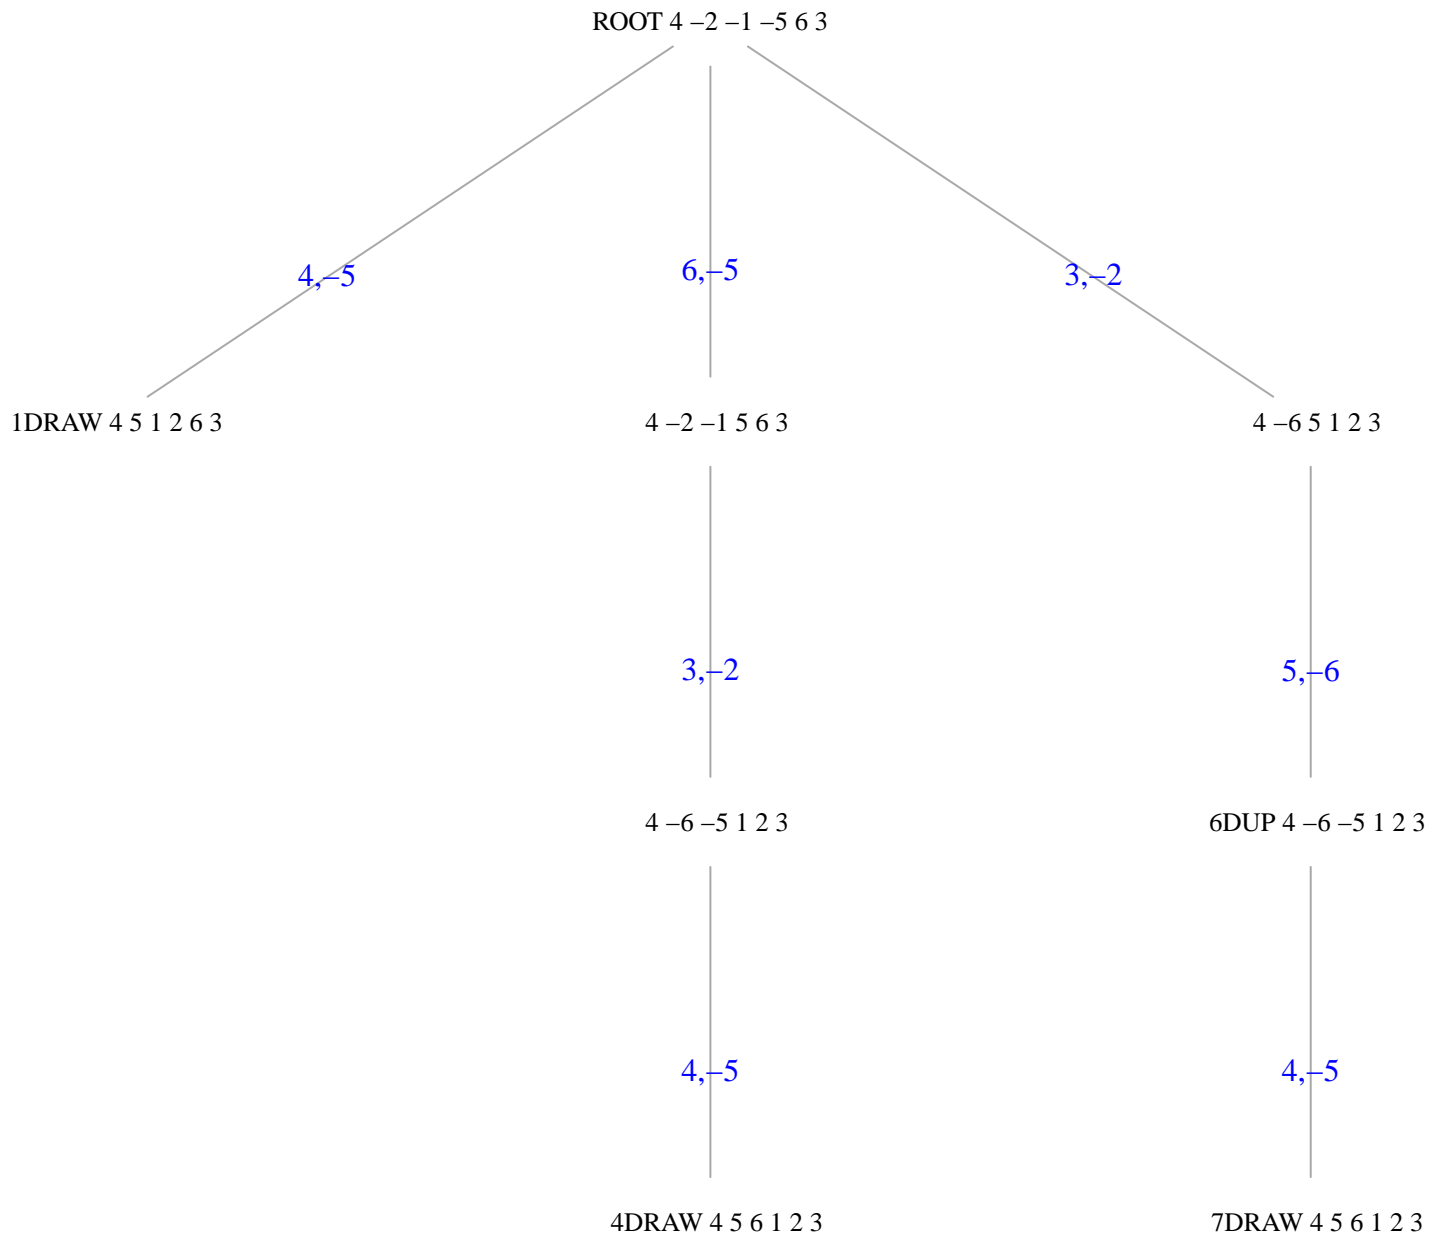 ROOT 4 –2 –1 –5 6 3
4,–5
6,–5
3,–2
1DRAW 4 5 1 2 6 3
4 –2 –1 5 6 3
4 –6 5 1 2 3
3,–2
5,–6
4 –6 –5 1 2 3
6DUP 4 –6 –5 1 2 3
4,–5
4,–5
4DRAW 4 5 6 1 2 3
7DRAW 4 5 6 1 2 3